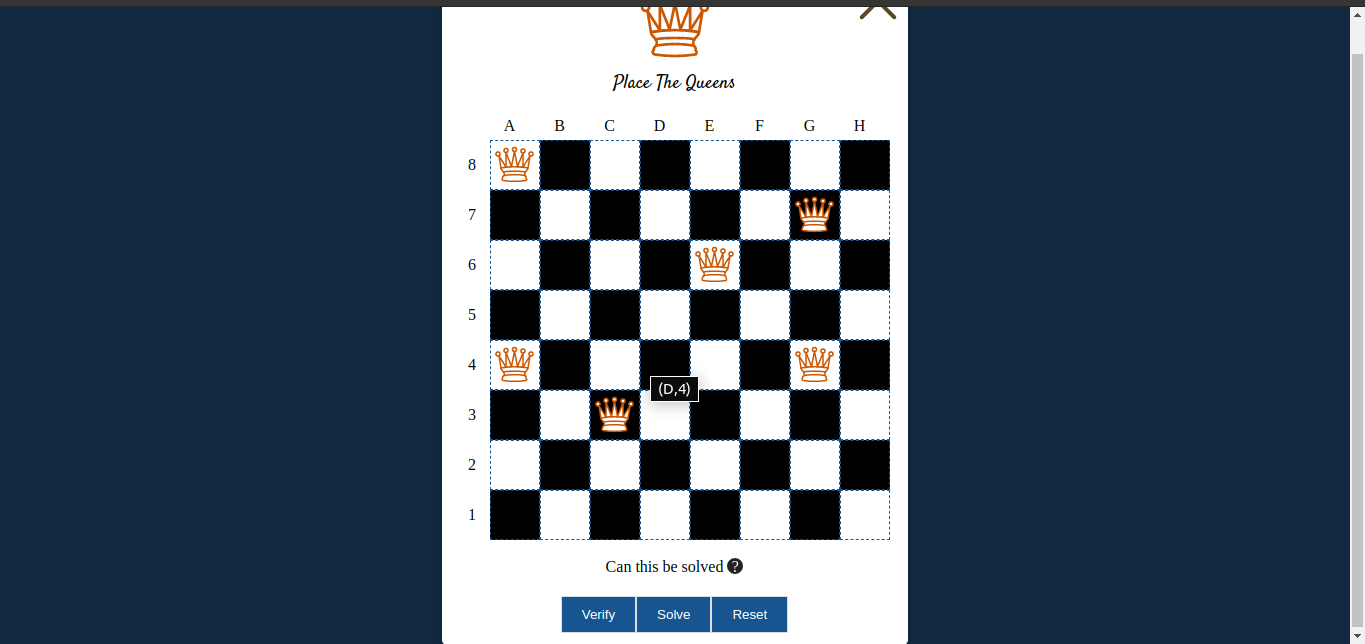 Place The Queens
A B C D E F G H
8
7
6
5
4
(D,4)
3
2
1
Can this be solved ?
Verify Solve Reset